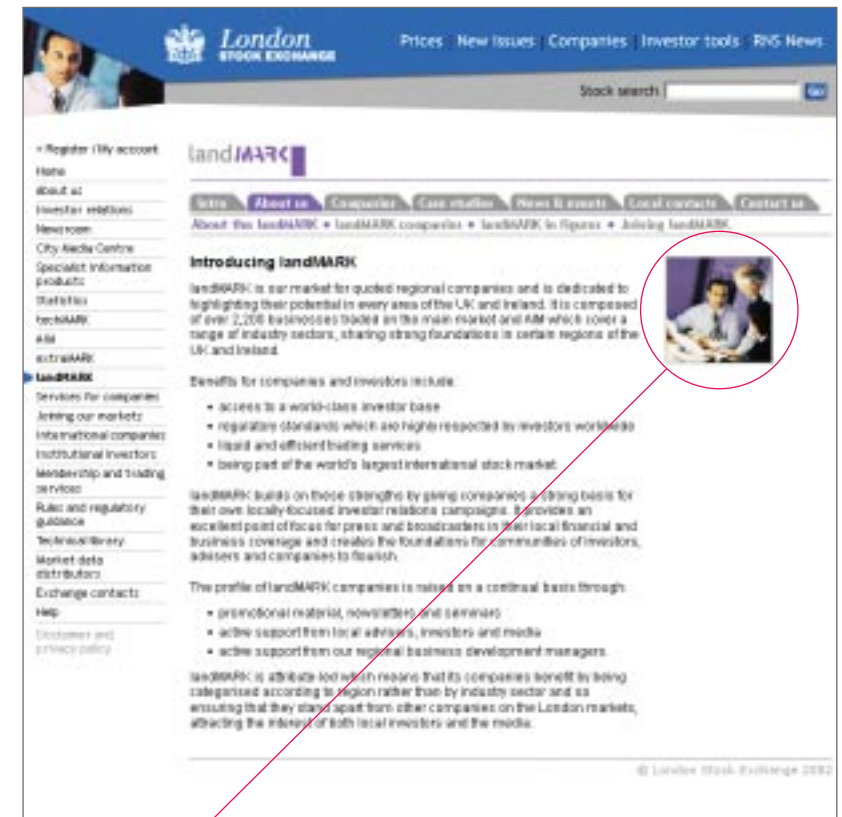 London
STOCK EXCHANGE
Prices New Issues Companies Investor tools RNS News
Stock search GO
Register / My account
Home
About us
Investor relations
Newsroom
City Media Centre
Specialist information
products
Statistics
techMARK
AIM
extraMARK
landMARK
Services for companies
Joining our markets
International companies
Institutional investors
Membership and trading
services
Rules and regulatory
guidance
Technical library
Market data
distributors
Exchange contacts
Help
Disclaimer and
privacy policy
landMARK
Intro About us Companies Case studies News & events Local contacts Contact us
About this landMARK • landMARK companies • landMARK in figures • Joining landMARK
Introducing landMARK
landMARK is our market for quoted regional companies and is dedicated to
highlighting their potential in every area of the UK and Ireland. It is composed
of over 2,200 businesses traded on the main market and AIM which cover a
range of industry sectors, sharing strong foundations in certain regions of the
UK and Ireland.
Benefits for companies and investors include:
• access to a world-class investor base
• regulatory standards which are highly respected by investors worldwide
• liquid and efficient trading services
• being part of the world's largest international stock market.
landMARK builds on these strengths by giving companies a strong basis for
their own locally-focused investor relations campaigns. It provides an
excellent point of focus for press and broadcasters in their local financial and
business coverage and creates the foundations for communities of investors,
advisers and companies to flourish.
The profile of landMARK companies is raised on a continual basis through:
• promotional material, newsletters and seminars
• active support from local advisers, investors and media
• active support from our regional business development managers.
landMARK is attribute-led which means that its companies benefit by being
categorised according to region rather than by industry sector and so
ensuring that they stand apart from other companies on the London markets,
attracting the interest of both local investors and the media.
© London Stock Exchange 2002